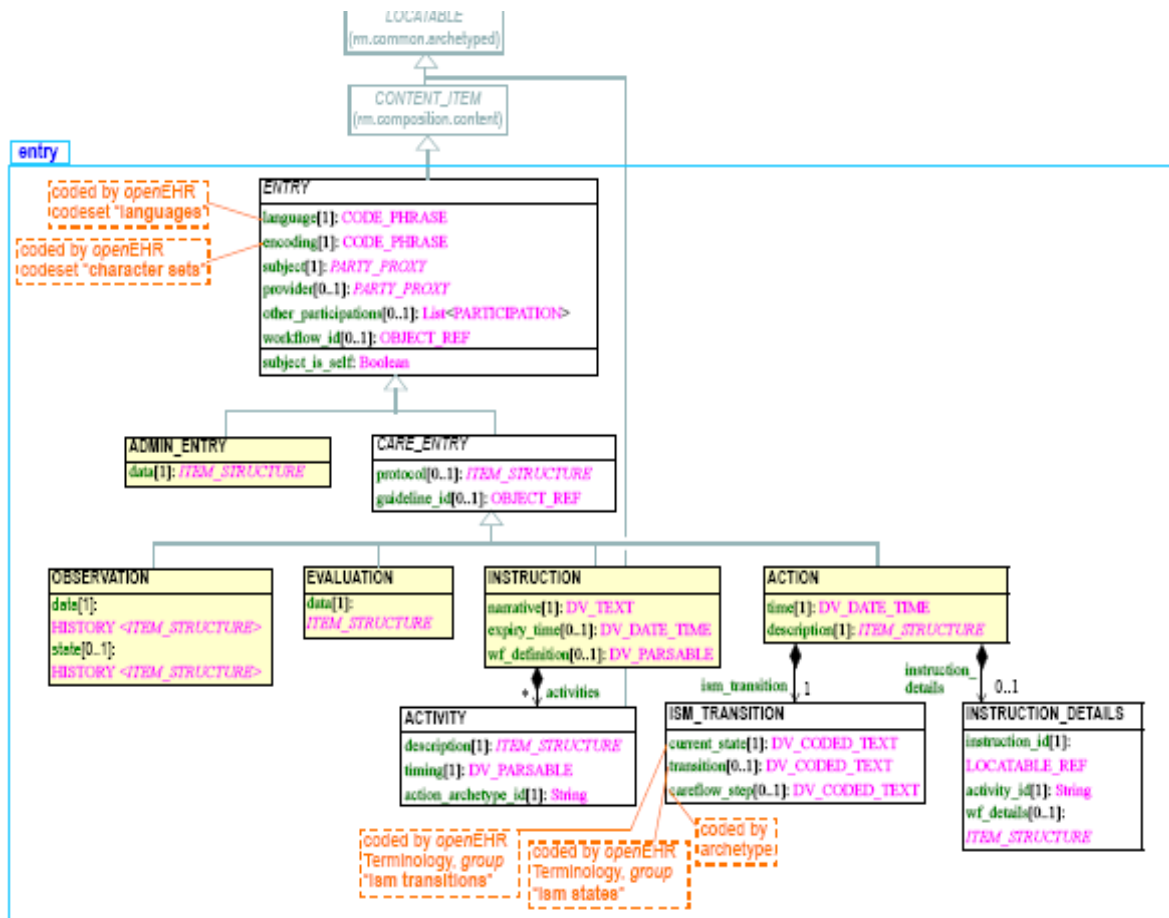 LOCATABLE
(rm.common.archetyped)
CONTENT_ITEM
(rm.composition.content)
entry
coded by openEHR
codeset "languages"
coded by openEHR
codeset "character sets"
ENTRY
language[1]: CODE_PHRASE
encoding[1]: CODE_PHRASE
subject[1]: PARTY_PROXY
provider[0..1]: PARTY_PROXY
other_participations[0..1]: List<PARTICIPATION>
workflow_id[0..1]: OBJECT_REF
subject_is_self: Boolean
ADMIN_ENTRY
data[1]: ITEM_STRUCTURE
CARE_ENTRY
protocol[0..1]: ITEM_STRUCTURE
guideline_id[0..1]: OBJECT_REF
OBSERVATION
data[1]:
HISTORY <ITEM_STRUCTURE>
state[0..1]:
HISTORY <ITEM_STRUCTURE>
EVALUATION
data[1]:
ITEM_STRUCTURE
INSTRUCTION
narrative[1]: DV_TEXT
expiry_time[0..1]: DV_DATE_TIME
wf_definition[0..1]: DV_PARSABLE
ACTION
time[1]: DV_DATE_TIME
description[1]: ITEM_STRUCTURE
* activities
ism_transition 1
instruction_
details 0..1
ACTIVITY
description[1]: ITEM_STRUCTURE
timing[1]: DV_PARSABLE
action_archetype_id[1]: String
ISM_TRANSITION
current_state[1]: DV_CODED_TEXT
transition[0..1]: DV_CODED_TEXT
careflow_step[0..1]: DV_CODED_TEXT
INSTRUCTION_DETAILS
instruction_id[1]:
LOCATABLE_REF
activity_id[1]: String
wf_details[0..1]:
ITEM_STRUCTURE
coded by openEHR
Terminology, group
"ism transitions"
coded by openEHR
Terminology, group
"ism states"
coded by
archetype